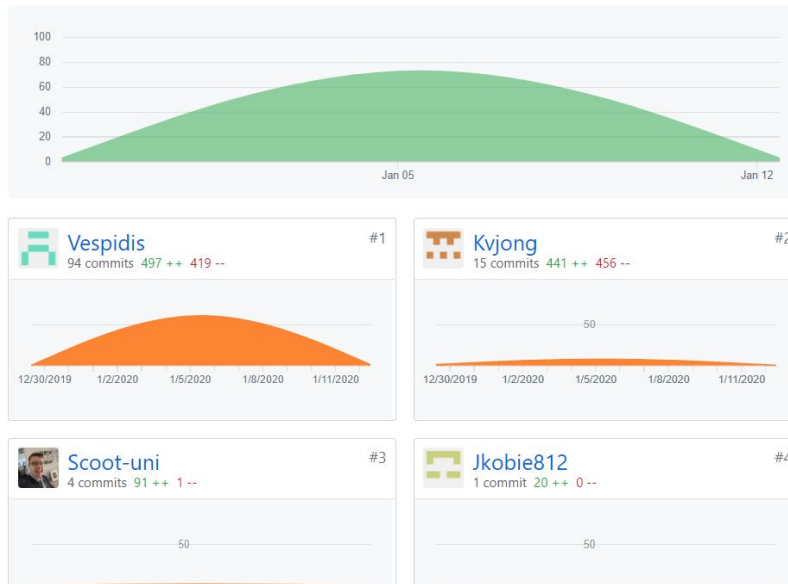 100
80
60
40
20
0
Jan 05 Jan 12
Vespidis #1
94 commits 497 ++ 419 --
12/30/2019 1/2/2020 1/5/2020 1/8/2020 1/11/2020
Kvjong #2
15 commits 441 ++ 456 --
50
12/30/2019 1/2/2020 1/5/2020 1/8/2020 1/11/2020
Scoot-uni #3
4 commits 91 ++ 1 --
50
Jkobie812 #4
1 commit 20 ++ 0 --
50